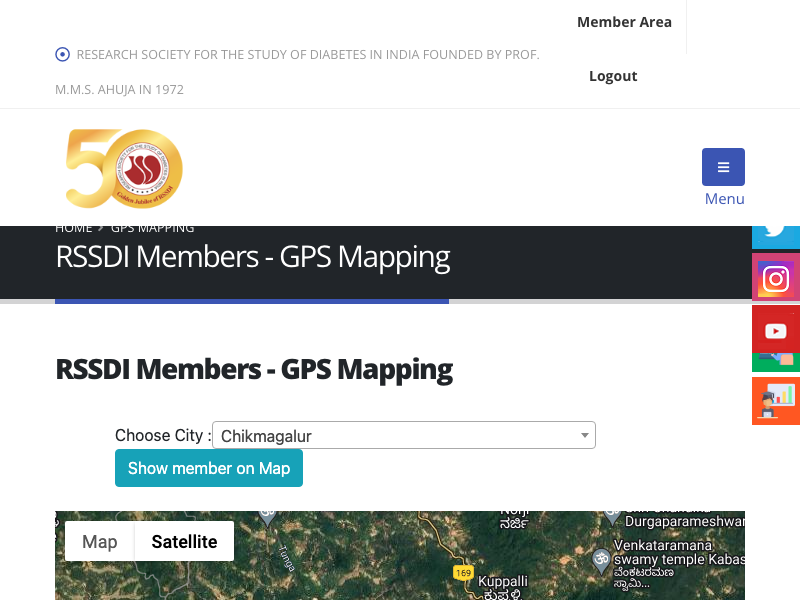 Member Area
RESEARCH SOCIETY FOR THE STUDY OF DIABETES IN INDIA FOUNDED BY PROF.
M.M.S. AHUJA IN 1972
Logout
50
Golden Jubilee of RSSDI
Menu
HOME > GPS MAPPING
RSSDI Members - GPS Mapping
RSSDI Members - GPS Mapping
Choose City : Chikmagalur
Show member on Map
Map Satellite
ನರ್ಜಿ
Durgaparameshwar
Tunga
Venkataramana
swamy temple Kabas
ವೆಂಕಟರಮಣ
ಸ್ವಾಮಿ...
169
Kuppalli
ಕುಪ್ಪಳ್ಳಿ